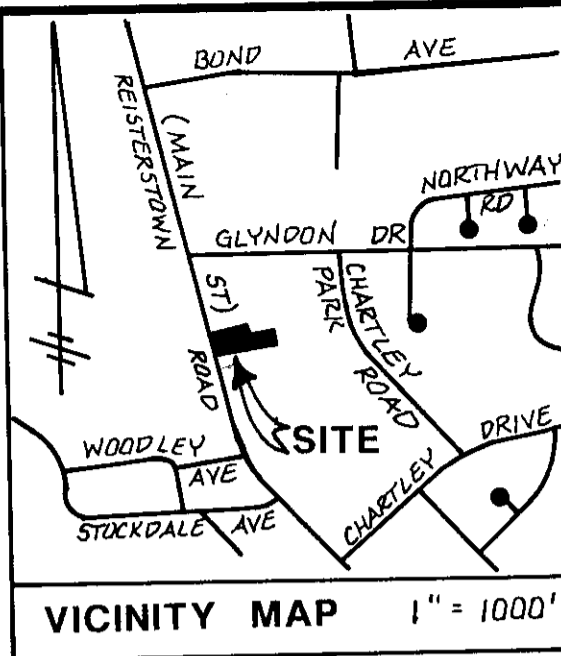 BOND AVE
REISTERSTOWN
(MAIN
ST)
ROAD
NORTHWAY
RD
GLYNDON DR
CHARTLEY
PARK
ROAD
SITE
WOODLEY
AVE
STOCKDALE AVE
CHARTLEY DRIVE
VICINITY MAP 1" = 1000'